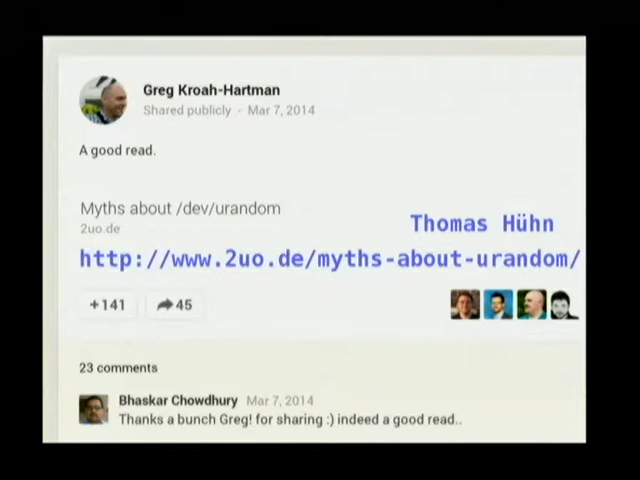 Greg Kroah-Hartman
Shared publicly - Mar 7, 2014
A good read.
Myths about /dev/urandom
2uo.de
Thomas Hühn
http://www.2uo.de/myths-about-urandom/
+141
45
23 comments
Bhaskar Chowdhury Mar 7, 2014
Thanks a bunch Greg! for sharing :) indeed a good read..